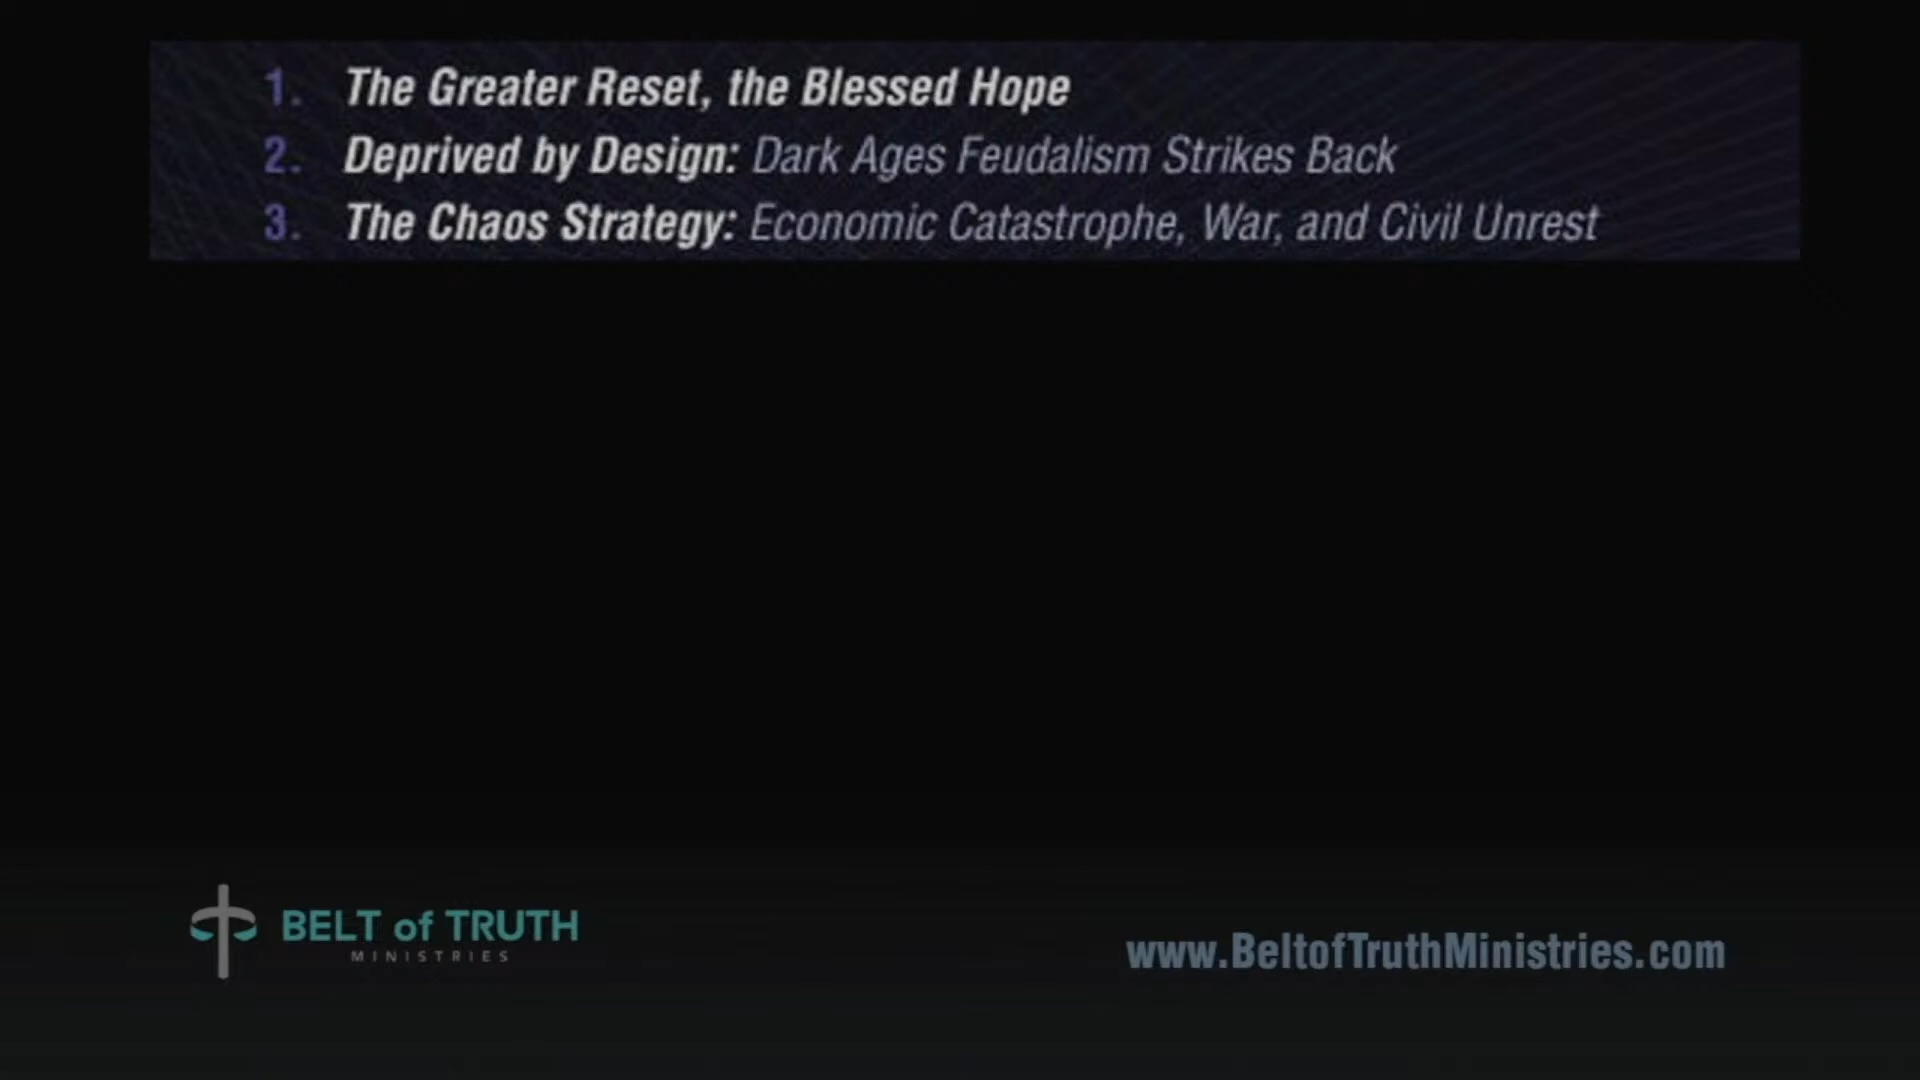 1. The Greater Reset, the Blessed Hope
2. Deprived by Design: Dark Ages Feudalism Strikes Back
3. The Chaos Strategy: Economic Catastrophe, War, and Civil Unrest
BELT of TRUTH
MINISTRIES
www.BeltofTruthMinistries.com